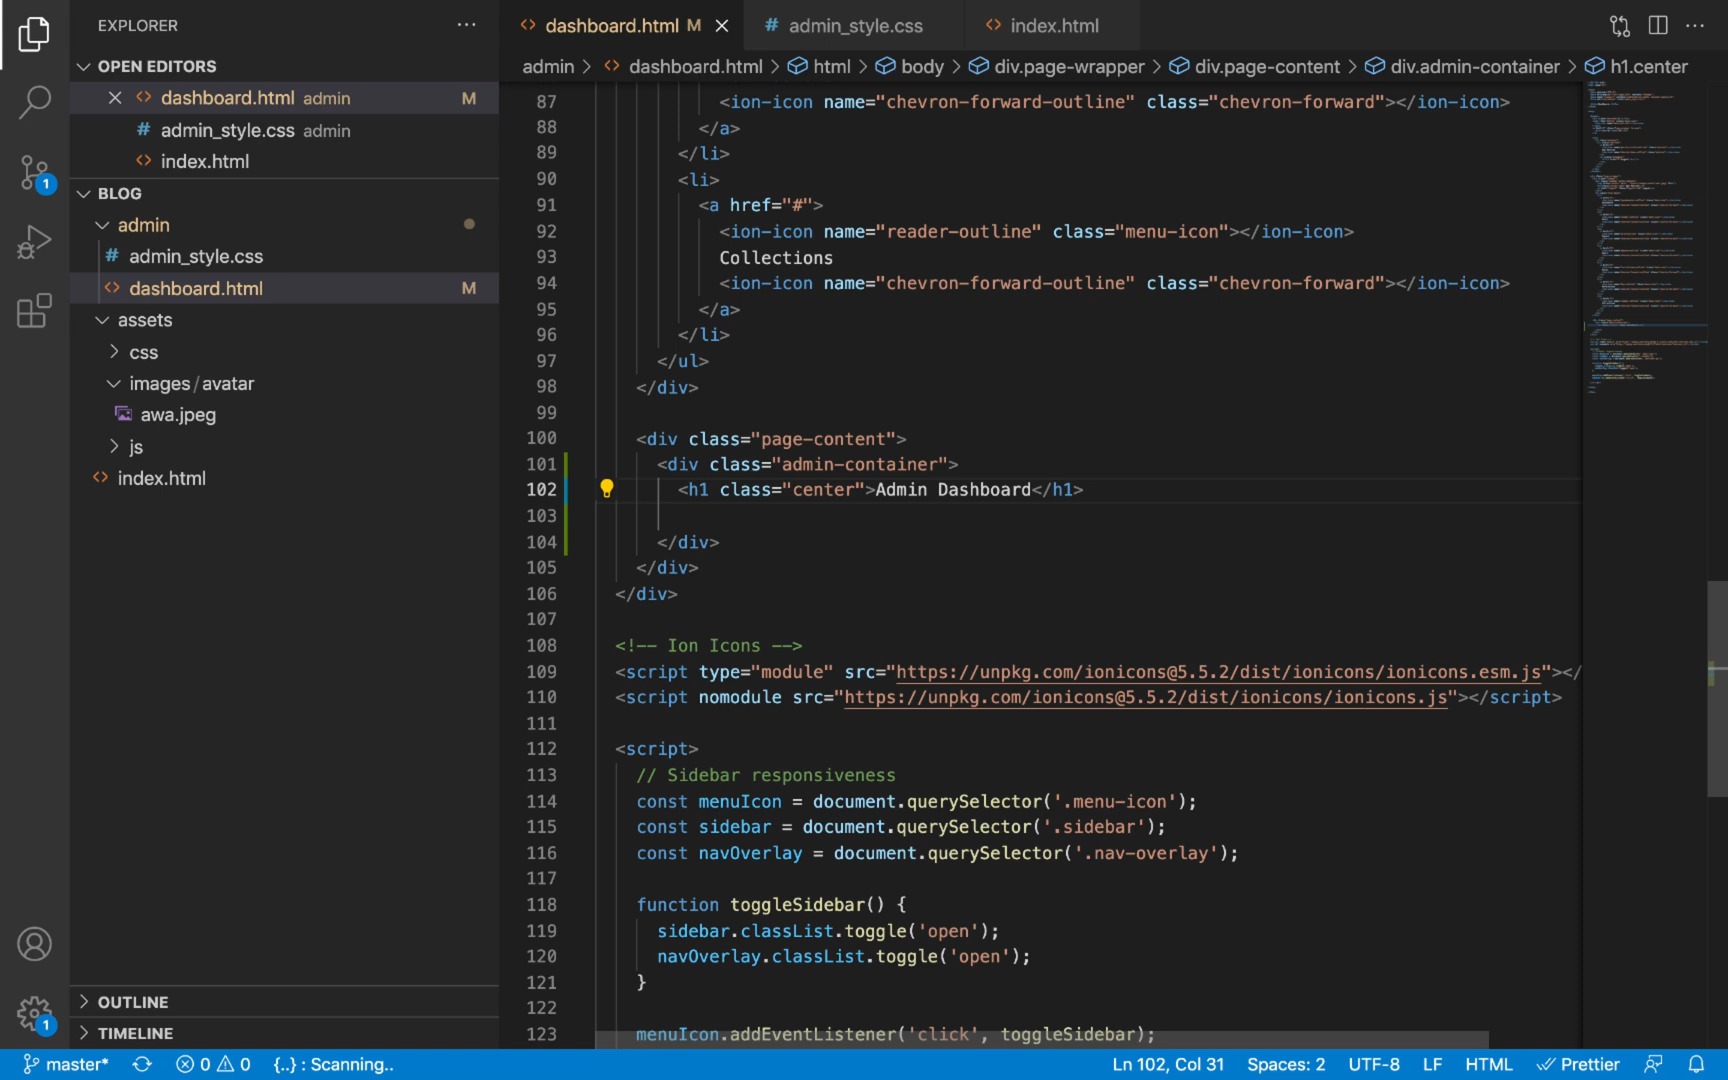 EXPLORER
OPEN EDITORS
dashboard.html admin M
admin_style.css admin
index.html
BLOG
admin
admin_style.css
dashboard.html M
assets
css
images/avatar
awa.jpeg
js
index.html
OUTLINE
TIMELINE
1
1
dashboard.html M
admin_style.css
index.html
admin > dashboard.html > html > body > div.page-wrapper > div.page-content > div.admin-container > h1.center
87 <ion-icon name="chevron-forward-outline" class="chevron-forward"></ion-icon>
88 </a>
89 </li>
90 <li>
91 <a href="#">
92 <ion-icon name="reader-outline" class="menu-icon"></ion-icon>
93 Collections
94 <ion-icon name="chevron-forward-outline" class="chevron-forward"></ion-icon>
95 </a>
96 </li>
97 </ul>
98 </div>
99
100 <div class="page-content">
101 <div class="admin-container">
102 <h1 class="center">Admin Dashboard</h1>
103
104 </div>
105 </div>
106 </div>
107
108 <!-- Ion Icons -->
109 <script type="module" src="https://unpkg.com/ionicons@5.5.2/dist/ionicons/ionicons.esm.js"></
110 <script nomodule src="https://unpkg.com/ionicons@5.5.2/dist/ionicons/ionicons.js"></script>
111
112 <script>
113 // Sidebar responsiveness
114 const menuIcon = document.querySelector('.menu-icon');
115 const sidebar = document.querySelector('.sidebar');
116 const navOverlay = document.querySelector('.nav-overlay');
117
118 function toggleSidebar() {
119 sidebar.classList.toggle('open');
120 navOverlay.classList.toggle('open');
121 }
122
123 menuIcon.addEventListener('click', toggleSidebar);
master* 0 0 {..} : Scanning.. Ln 102, Col 31 Spaces: 2 UTF-8 LF HTML Prettier